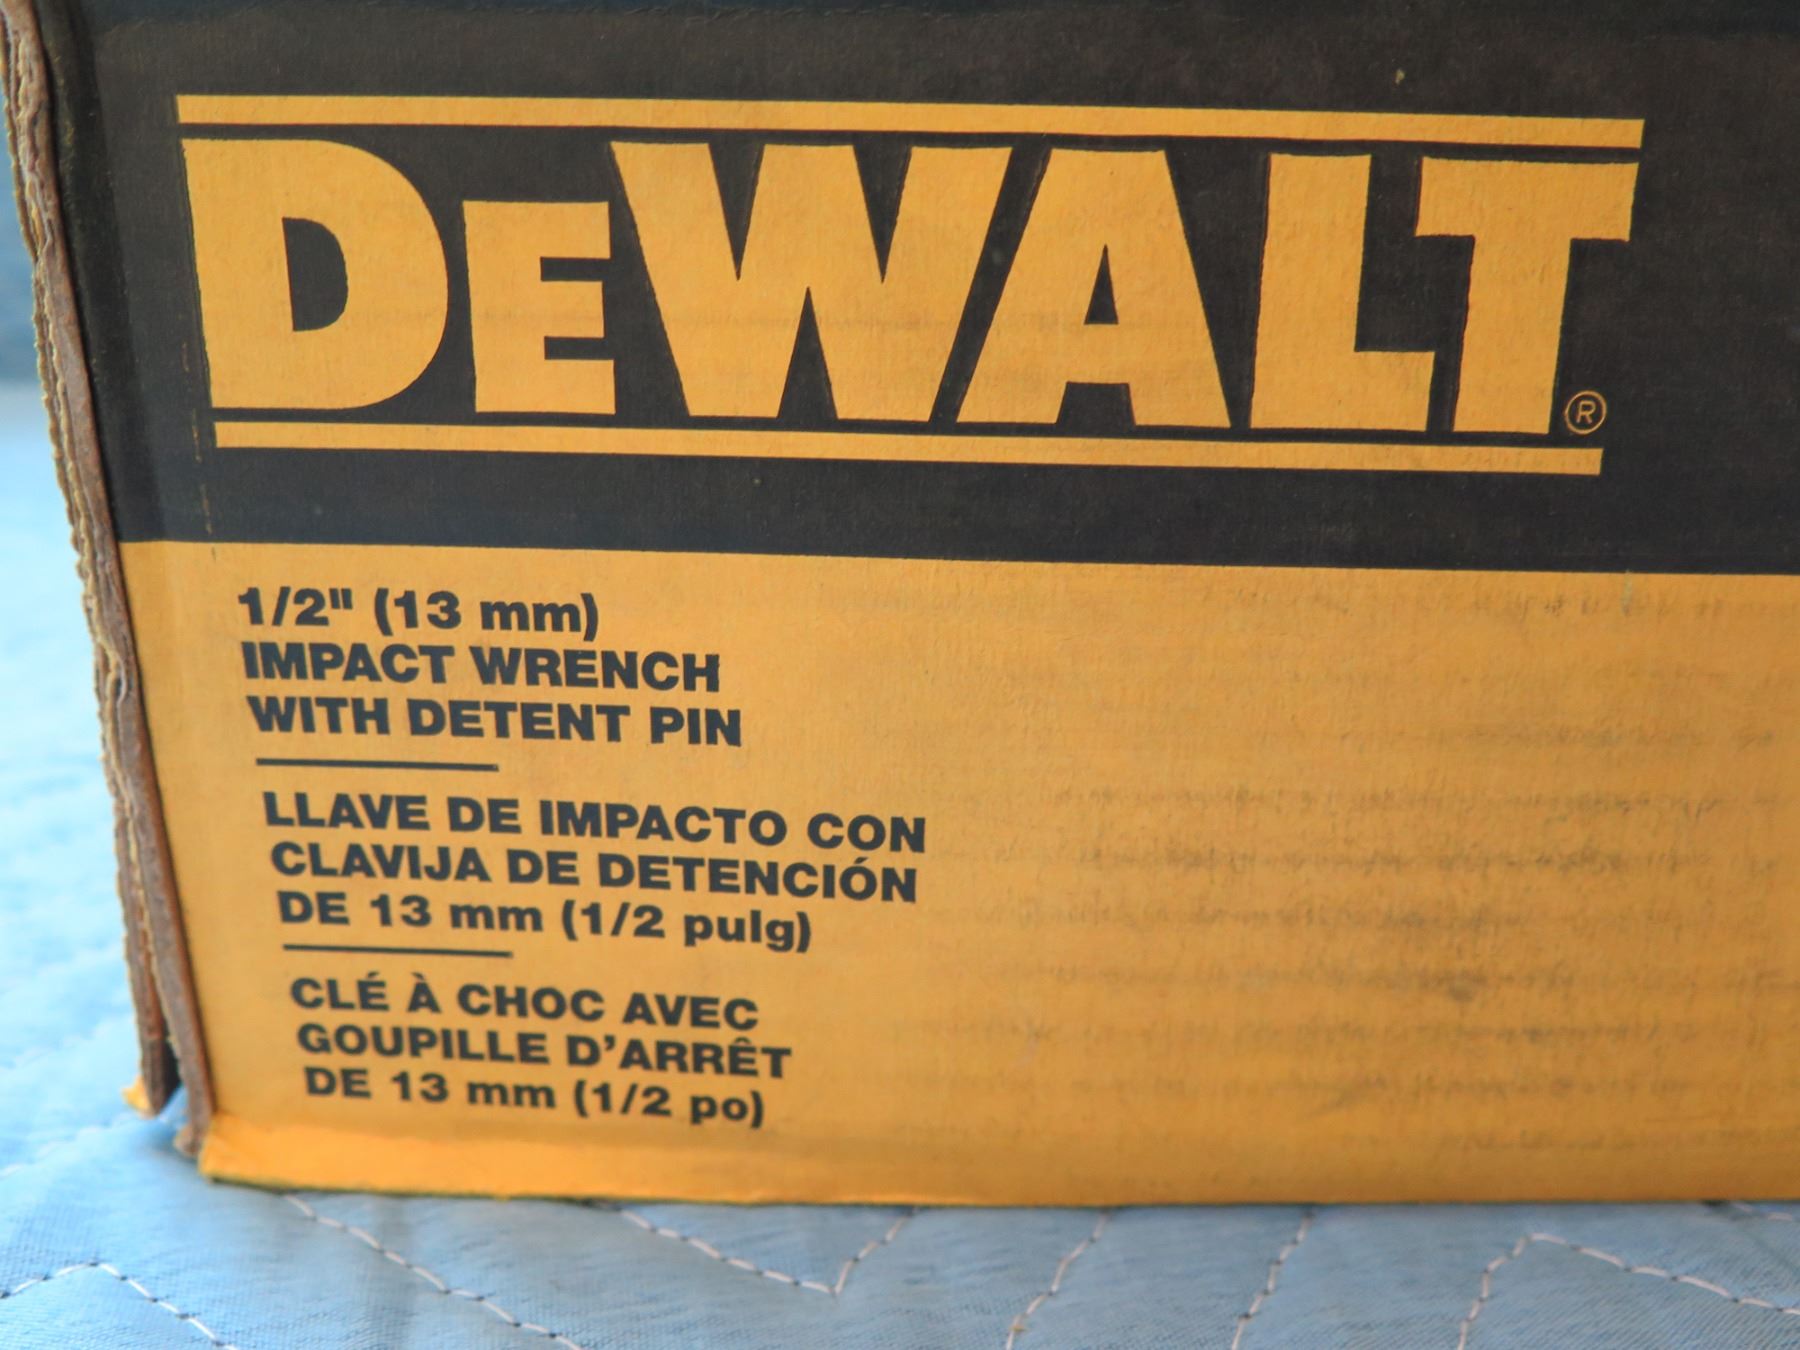 DEWALT®
1/2" (13 mm)
IMPACT WRENCH
WITH DETENT PIN
LLAVE DE IMPACTO CON
CLAVIJA DE DETENCIÓN
DE 13 mm (1/2 pulg)
CLÉ À CHOC AVEC
GOUPILLE D'ARRÊT
DE 13 mm (1/2 po)